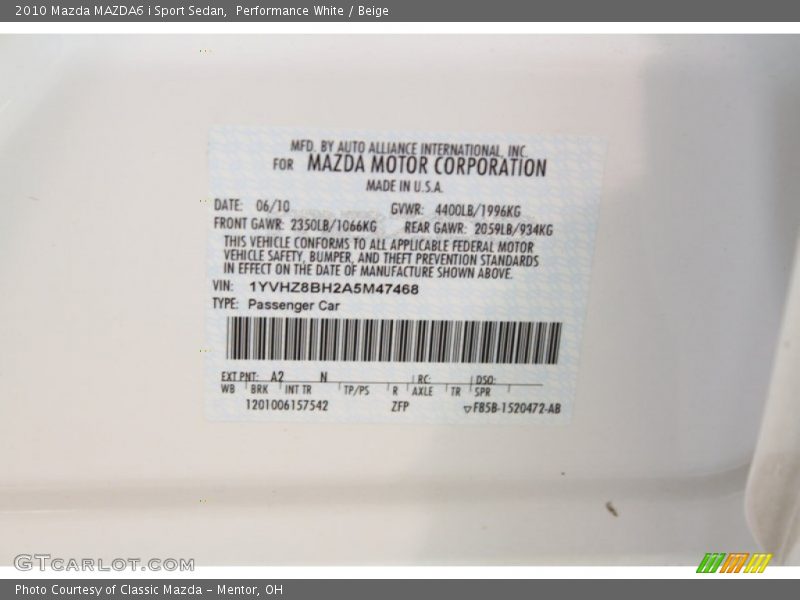 2010 Mazda MAZDA6 i Sport Sedan,  Performance White / Beige
MFD. BY AUTO ALLIANCE INTERNATIONAL, INC.
FOR MAZDA MOTOR CORPORATION
MADE IN U.S.A.
DATE: 06/10 GVWR: 4400LB/1996KG
FRONT GAWR: 2350LB/1066KG REAR GAWR: 2059LB/934KG
THIS VEHICLE CONFORMS TO ALL APPLICABLE FEDERAL MOTOR
VEHICLE SAFETY, BUMPER, AND THEFT PREVENTION STANDARDS
IN EFFECT ON THE DATE OF MANUFACTURE SHOWN ABOVE.
VIN: 1YVHZ8BH2A5M47468
TYPE: Passenger Car
EXT PNT: A2 N RC: DSO:
WB BRK INT TR TP/PS R AXLE TR SPR
1201006157542 ZFP ▽F85B-1520472-AB
GTCARLOT.COM
Photo Courtesy of Classic Mazda - Mentor, OH